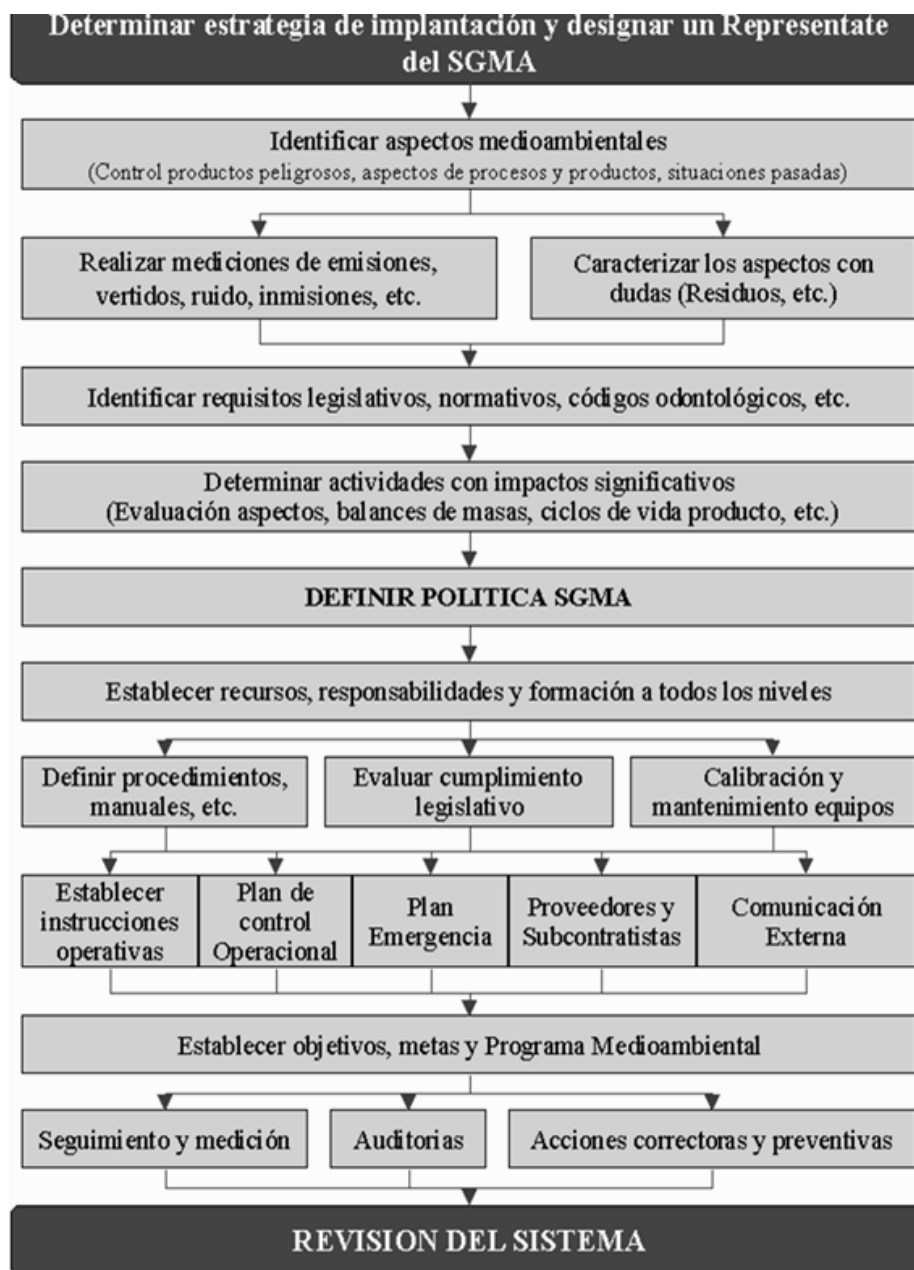 Determinar estrategia de implantación y designar un Represntate
del SGMA
Identificar aspectos medioambientales
(Control productos peligrosos, aspectos de procesos y productos, situaciones pasadas)
Realizar mediciones de emisiones,
vertidos, ruido, inmisiones, etc.
Caracterizar los aspectos con
dudas (Residuos, etc.)
Identificar requisitos legislativos, normativos, códigos odontológicos, etc.
Determinar actividades con impactos significativos
(Evaluación aspectos, balances de masas, ciclos de vida producto, etc.)
DEFINIR POLITICA SGMA
Establecer recursos, responsabilidades y formación a todos los niveles
Definir procedimientos,
manuales, etc.
Evaluar cumplimiento
legislativo
Calibración y
mantenimiento equipos
Establecer
instrucciones
operativas
Plan de
control
Operacional
Plan
Emergencia
Proveedores y
Subcontratistas
Comunicación
Externa
Establecer objetivos, metas y Programa Medioambiental
Seguimiento y medición
Auditorias
Acciones correctoras y preventivas
REVISION DEL SISTEMA